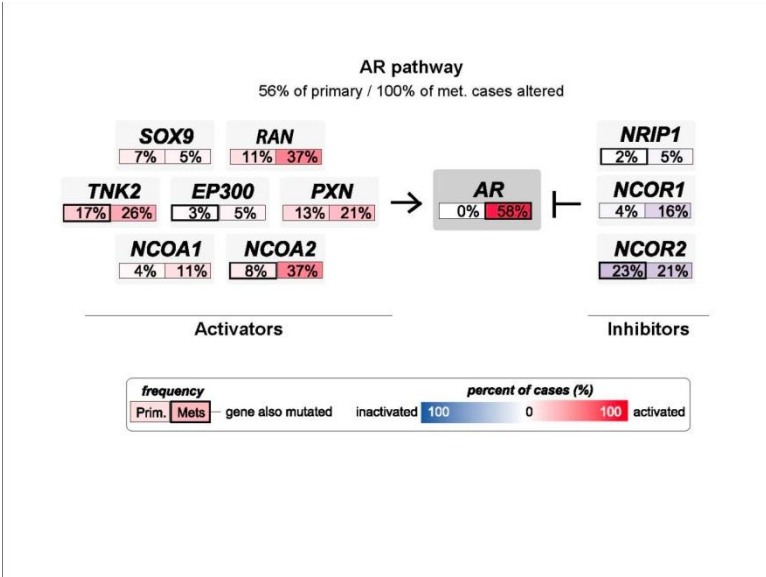 AR pathway
56% of primary / 100% of met. cases altered
SOX9 RAN NRIP1
7% 5% 11% 37% 2% 5%
TNK2 EP300 PXN AR NCOR1
17% 26% 3% 5% 13% 21% 0% 58% 4% 16%
NCOA1 NCOA2 NCOR2
4% 11% 8% 37% 23% 21%
Activators Inhibitors
frequency percent of cases (%)
Prim. Mets gene also mutated inactivated 100 0 100 activated